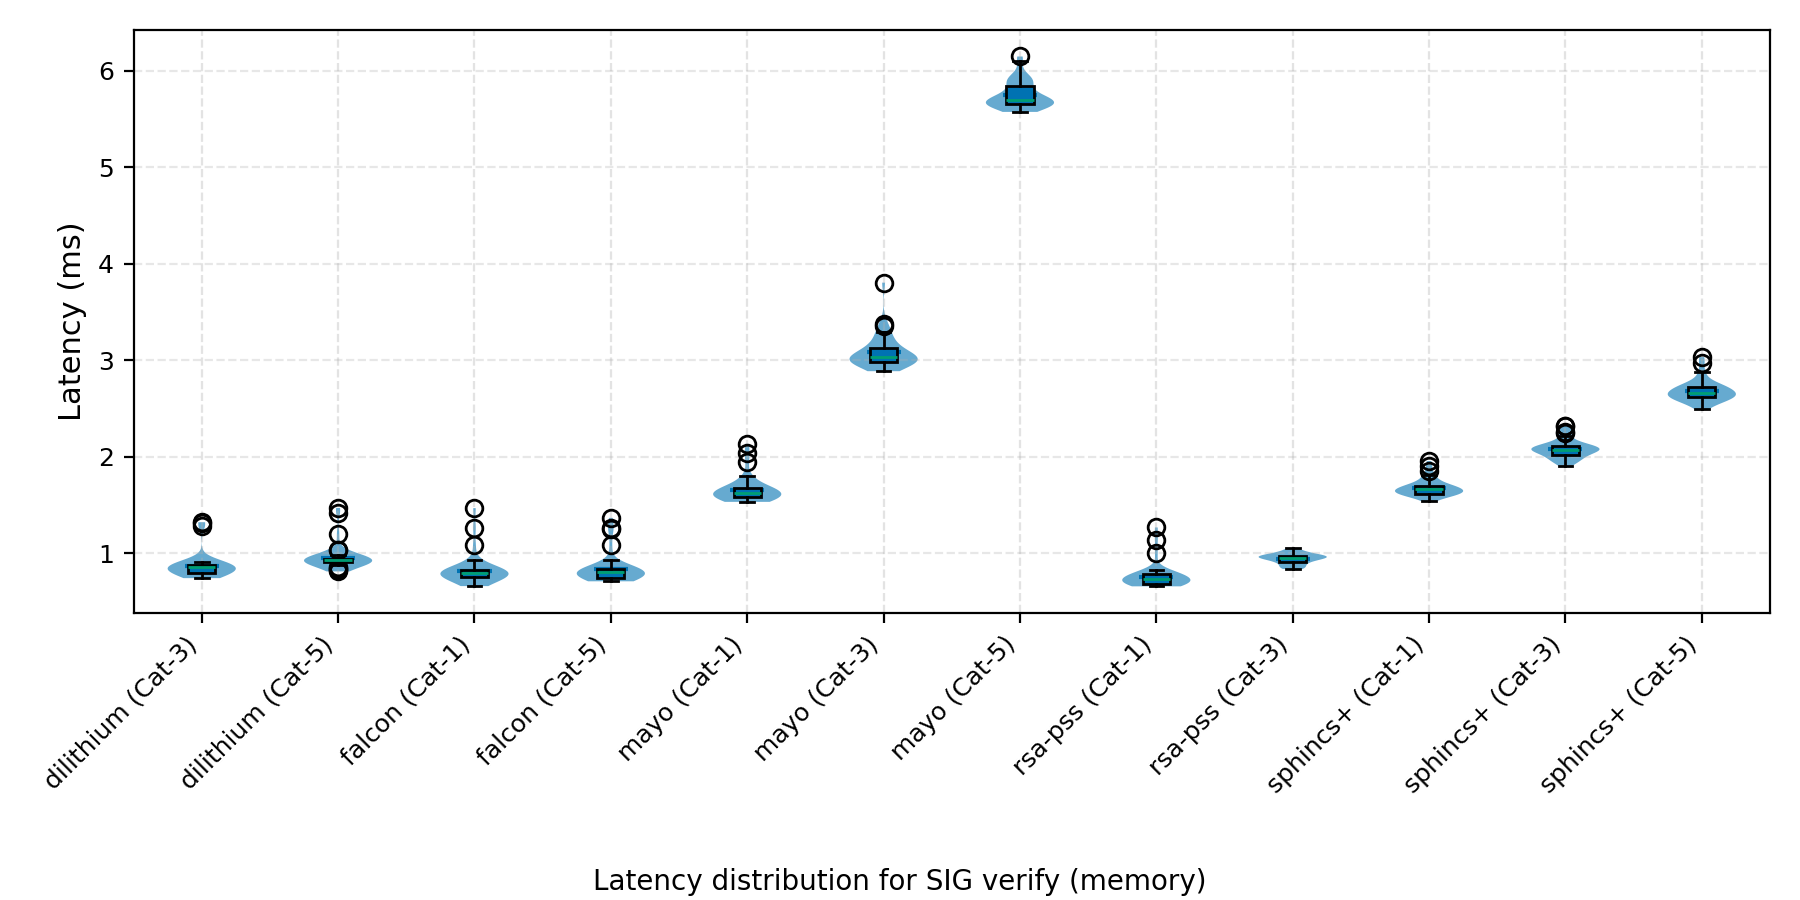 6
5
4
3
2
1
Latency (ms)
dilithium (Cat-3)
dilithium (Cat-5)
falcon (Cat-1)
falcon (Cat-5)
mayo (Cat-1)
mayo (Cat-3)
mayo (Cat-5)
rsa-pss (Cat-1)
rsa-pss (Cat-3)
sphincs+ (Cat-1)
sphincs+ (Cat-3)
sphincs+ (Cat-5)
Latency distribution for SIG verify (memory)